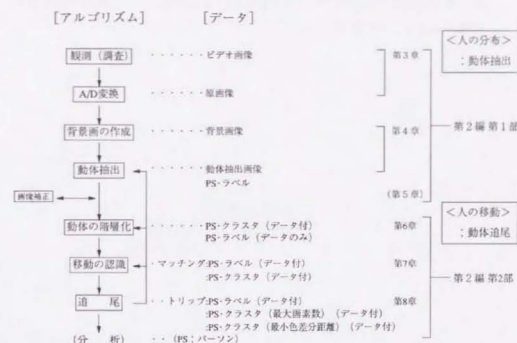 [アルゴリズム] [データ]
<人の分布>
:動体抽出
観測(調査) ・・・・・・ビデオ画像 第3章
A/D変換 ・・・・・・原画像
背景画の作成 ・・・・・・背景画像 第4章
第2編 第1部
動体抽出 ・・・・・・動体抽出画像
PS・ラベル
画像補正 (第5章)
<人の移動>
:動体追尾
動体の階層化 ・・・・・・PS・クラスタ(データ付) 第6章
PS・ラベル(データのみ)
移動の認識 ・マッチング:PS・ラベル(データ付) 第7章
:PS・クラスタ(データ付)
第2編 第2部
追 尾 ・・トリップ:PS・ラベル(データ付) 第8章
:PS・クラスタ(最大画素数)(データ付)
:PS・クラスタ(最小色差分距離)(データ付)
(分 析) ・・(PS:パーソン)